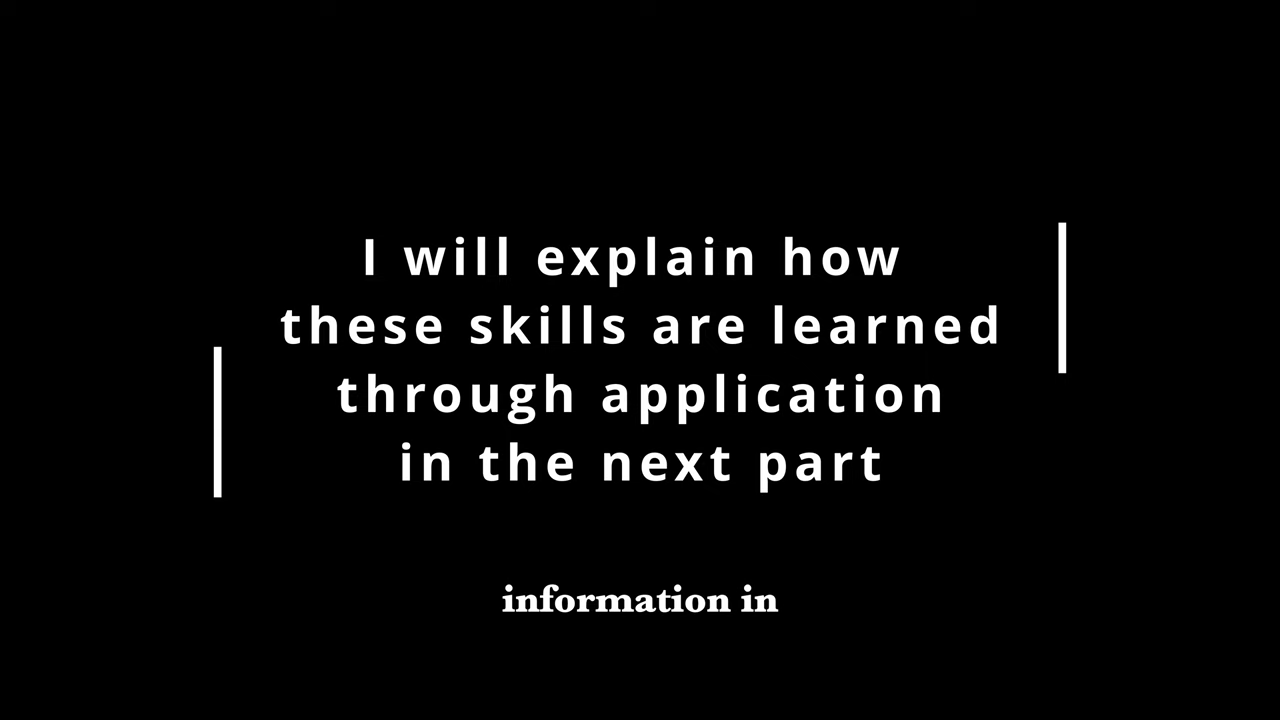 I will explain how
these skills are learned
through application
in the next part
information in